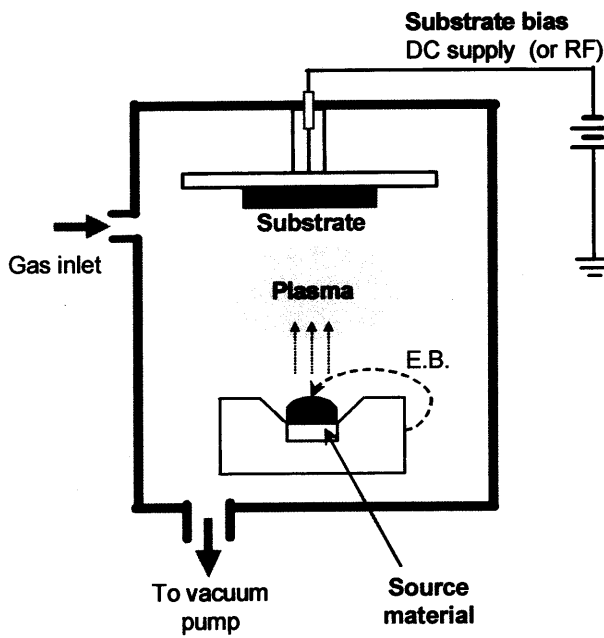 Substrate bias
DC supply (or RF)
Substrate
Gas inlet
Plasma
E.B.
To vacuum
pump
Source
material